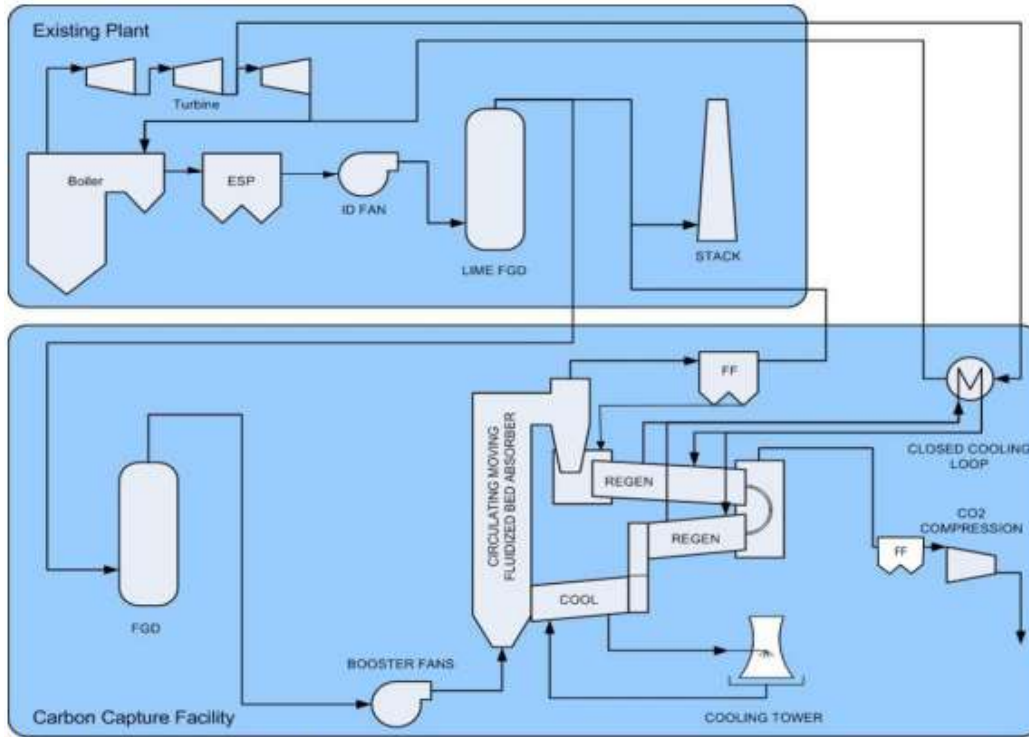 Existing Plant
Turbine
Boiler
ESP
ID FAN
LIME FGD
STACK
FF
CLOSED COOLING
LOOP
CIRCULATING MOVING
FLUIDIZED BED ABSORBER
REGEN
REGEN
COOL
CO2
COMPRESSION
FF
FGD
BOOSTER FANS
COOLING TOWER
Carbon Capture Facility